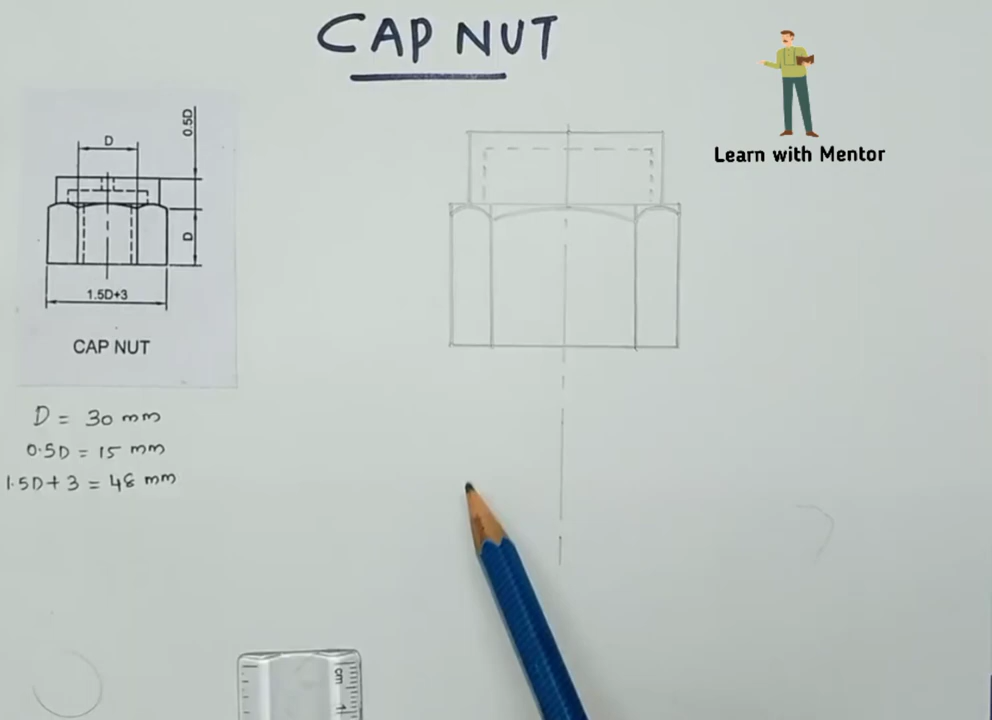 CAP NUT
Learn with Mentor
D
0.5D
D
1.5D+3
CAP NUT
D = 30 mm
0.5D = 15 mm
1.5D+3 = 48 mm
cm
1